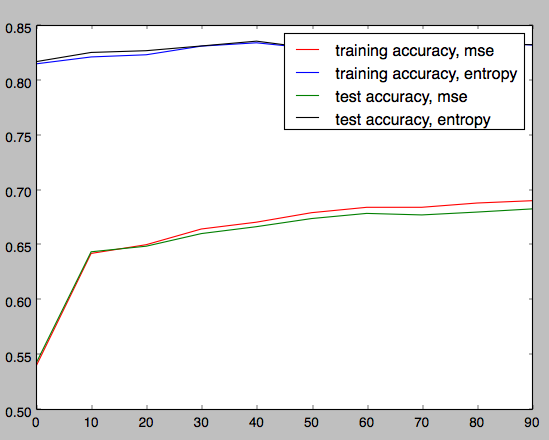 0.85
0.80
0.75
0.70
0.65
0.60
0.55
0.50
training accuracy, mse
training accuracy, entropy
test accuracy, mse
test accuracy, entropy
0 10 20 30 40 50 60 70 80 90